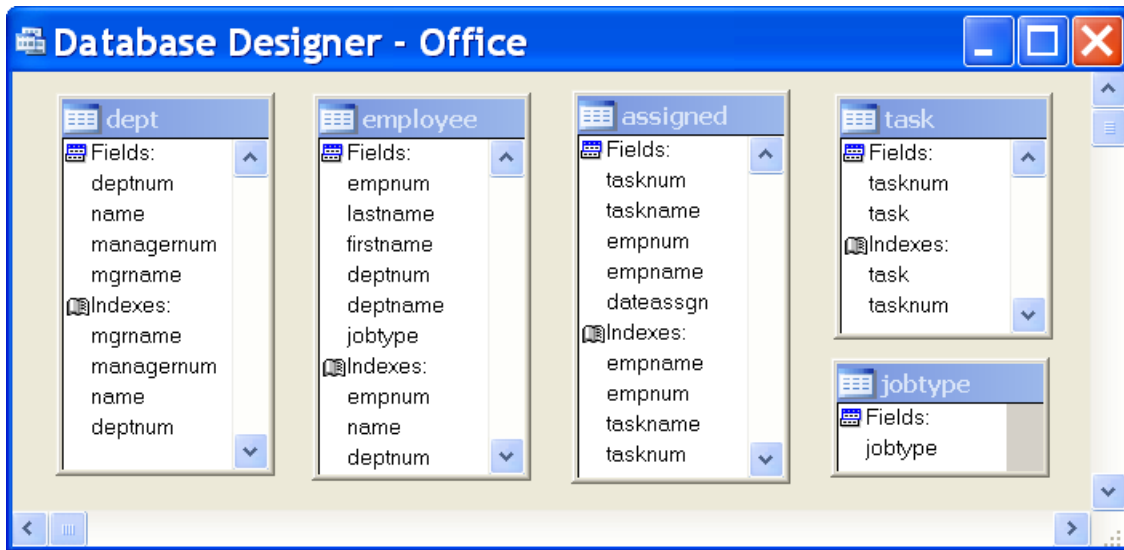 Database Designer - Office
dept
Fields:
deptnum
name
managernum
mgrname
Indexes:
mgrname
managernum
name
deptnum
employee
Fields:
empnum
lastname
firstname
deptnum
deptname
jobtype
Indexes:
empnum
name
deptnum
assigned
Fields:
tasknum
taskname
empnum
empname
dateassgn
Indexes:
empname
empnum
taskname
tasknum
task
Fields:
tasknum
task
Indexes:
task
tasknum
jobtype
Fields:
jobtype